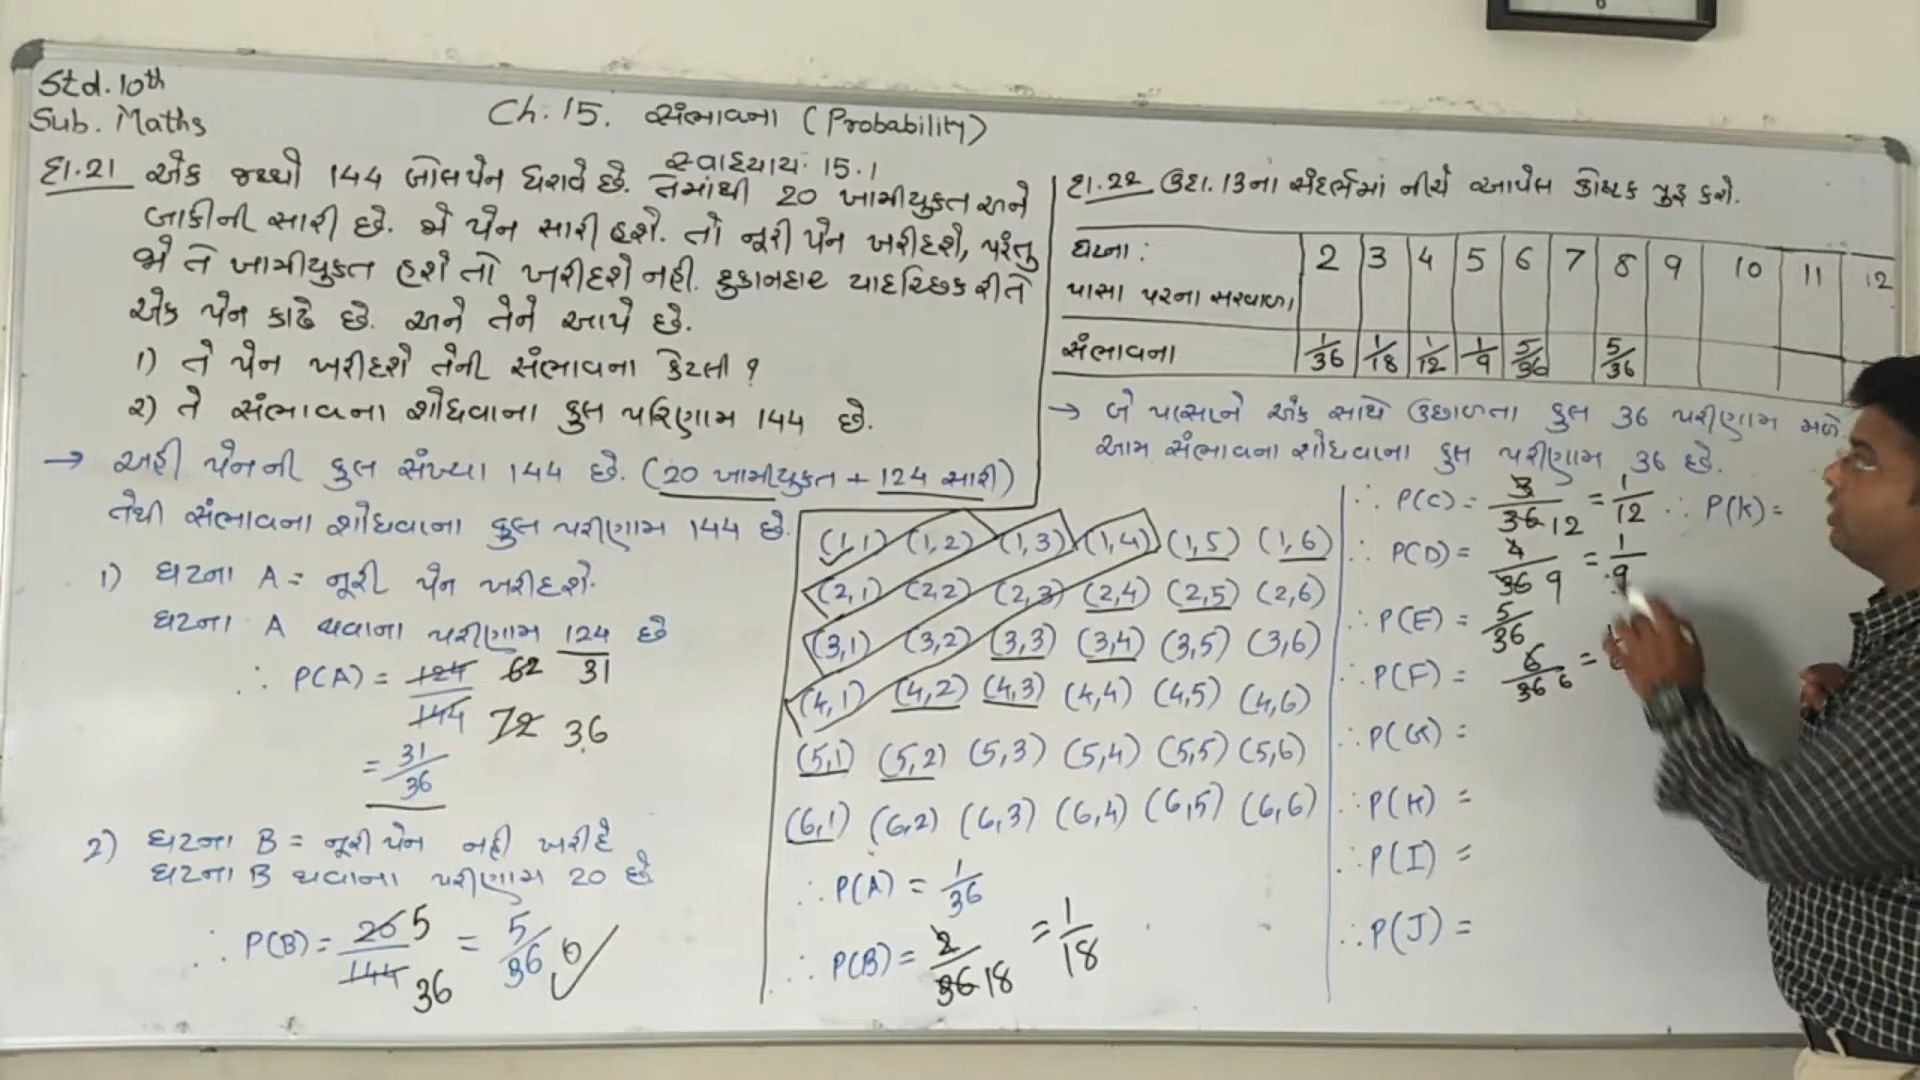 Std. 10th
Sub. Maths
Ch. 15. સંભાવના (Probability)
સ્વાધ્યાય. 15.1
દા.21 એક જથ્થો 144 બોલપેન ધરાવે છે. તેમાંથી 20 ખામીયુક્ત અને
બાકીની સારી છે. જો પેન સારી હશે. તો નૂરી પેન ખરીદશે, પરંતુ
જો તે ખામીયુક્ત હશે તો ખરીદશે નહી. દુકાનદાર યાદચ્છિક રીતે
એક પેન કાઢે છે. અને તેને આપે છે.
1) તે પેન ખરીદશે તેની સંભાવના કેટલી ?
૨) તે સંભાવના શોધવાના કુલ પરિણામ 144 છે.
→ અહી પેનની કુલ સંખ્યા 144 છે. (20 ખામીયુક્ત + 124 સારી)
તેથી સંભાવના શોધવાના કુલ પરીણામ 144 છે.
1) ઘટના A = નૂરી પેન ખરીદશે.
ઘટના A થવાના પરીણામ 124 છે
∴ P(A) = 124/144 62/72 31/36
= 31/36
2) ઘટના B = નૂરી પેન નહી ખરીદે
ઘટના B થવાના પરીણામ 20 છે
∴ P(B) = 20/144 5/36 = 5/36
દા.22 ઉદા.13ના સંદર્ભમાં નીચે આપેલ કોષ્ટક પુરૂ કરો.
ઘટના : 2 3 4 5 6 7 8 9 10 11 12
પાસા પરના સરવાળા
સંભાવના 1/36 1/18 1/12 1/9 5/36 5/36
→ બે પાસાને એક સાથે ઉછાળતા કુલ 36 પરીણામ મળે
આમ સંભાવના શોધવાના કુલ પરીણામ 36 છે.
(1,1) (1,2) (1,3) (1,4) (1,5) (1,6)
(2,1) (2,2) (2,3) (2,4) (2,5) (2,6)
(3,1) (3,2) (3,3) (3,4) (3,5) (3,6)
(4,1) (4,2) (4,3) (4,4) (4,5) (4,6)
(5,1) (5,2) (5,3) (5,4) (5,5) (5,6)
(6,1) (6,2) (6,3) (6,4) (6,5) (6,6)
∴ P(A) = 1/36
∴ P(B) = 2/36 18 = 1/18
∴ P(C) = 3/36 12 = 1/12 ∴ P(K) =
∴ P(D) = 4/36 9 = 1/9
∴ P(E) = 5/36
∴ P(F) = 6/36 6 =
∴ P(G) =
∴ P(H) =
∴ P(I) =
∴ P(J) =